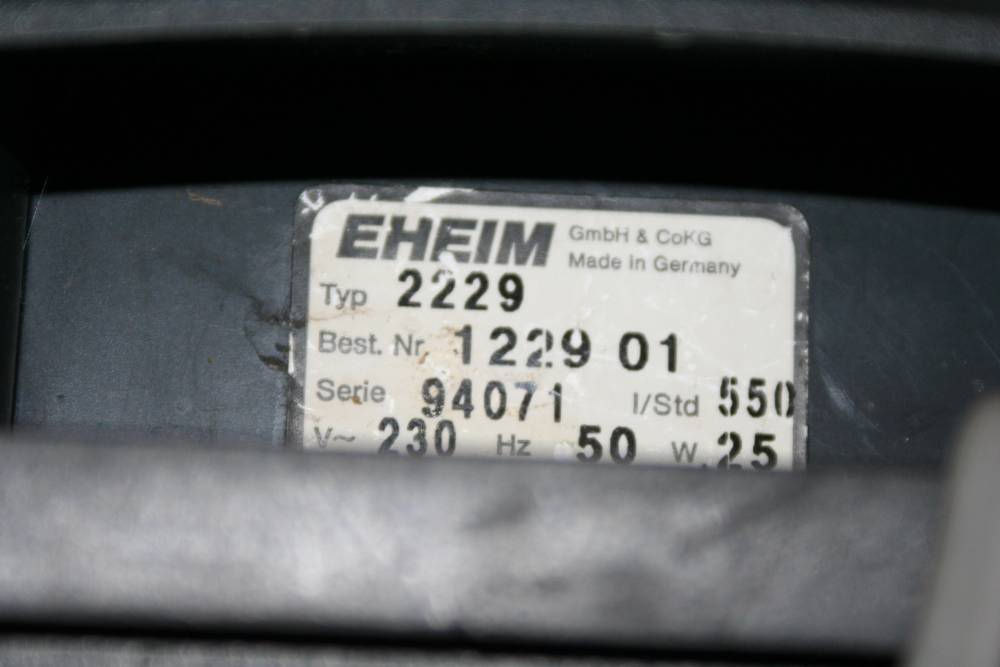 EHEIM GmbH & CoKG
Made in Germany
Typ 2229
Best. Nr. 1229 01
Serie 94071 l/Std 550
V~ 230 Hz 50 W 25